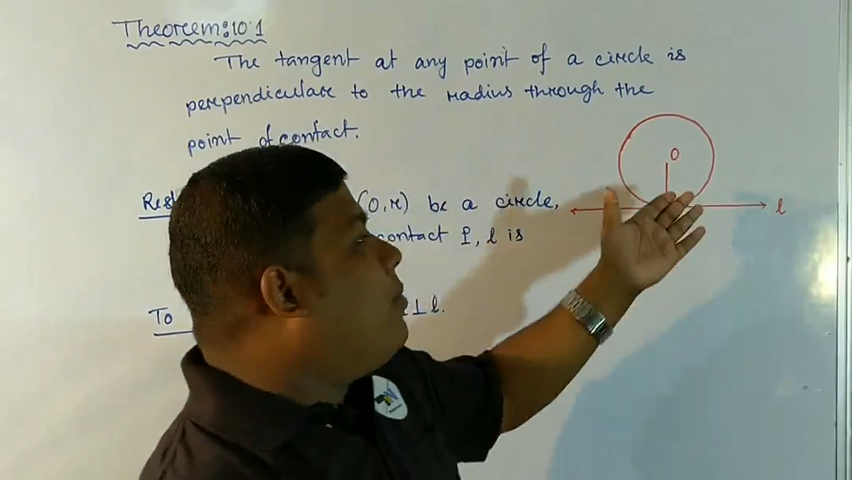 Theorem:10.1
The tangent at any point of a circle is
perpendicular to the radius through the
point of contact.
(O,r) be a circle,
contact P, l is
To
⊥ l.
O
l